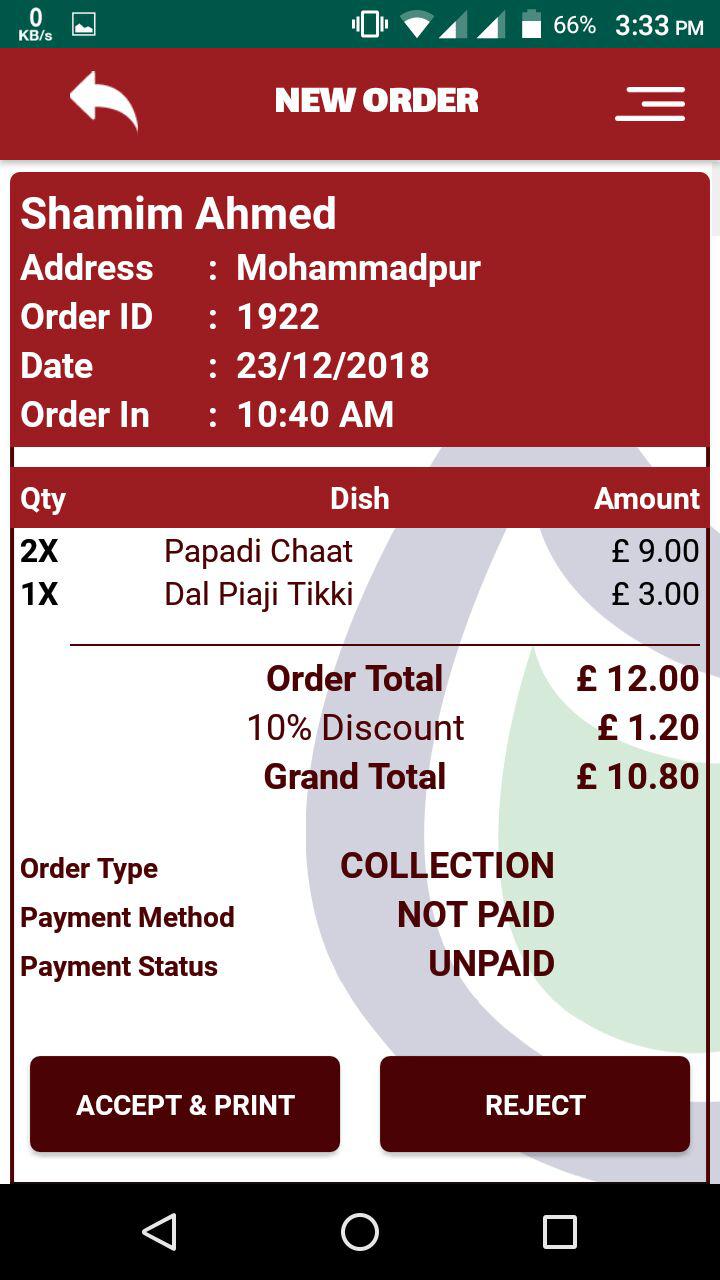 0
KB/s
66% 3:33 PM
NEW ORDER
Shamim Ahmed
Address : Mohammadpur
Order ID : 1922
Date : 23/12/2018
Order In : 10:40 AM
Qty Dish Amount
2X Papadi Chaat £ 9.00
1X Dal Piaji Tikki £ 3.00
Order Total £ 12.00
10% Discount £ 1.20
Grand Total £ 10.80
Order Type COLLECTION
Payment Method NOT PAID
Payment Status UNPAID
ACCEPT & PRINT REJECT